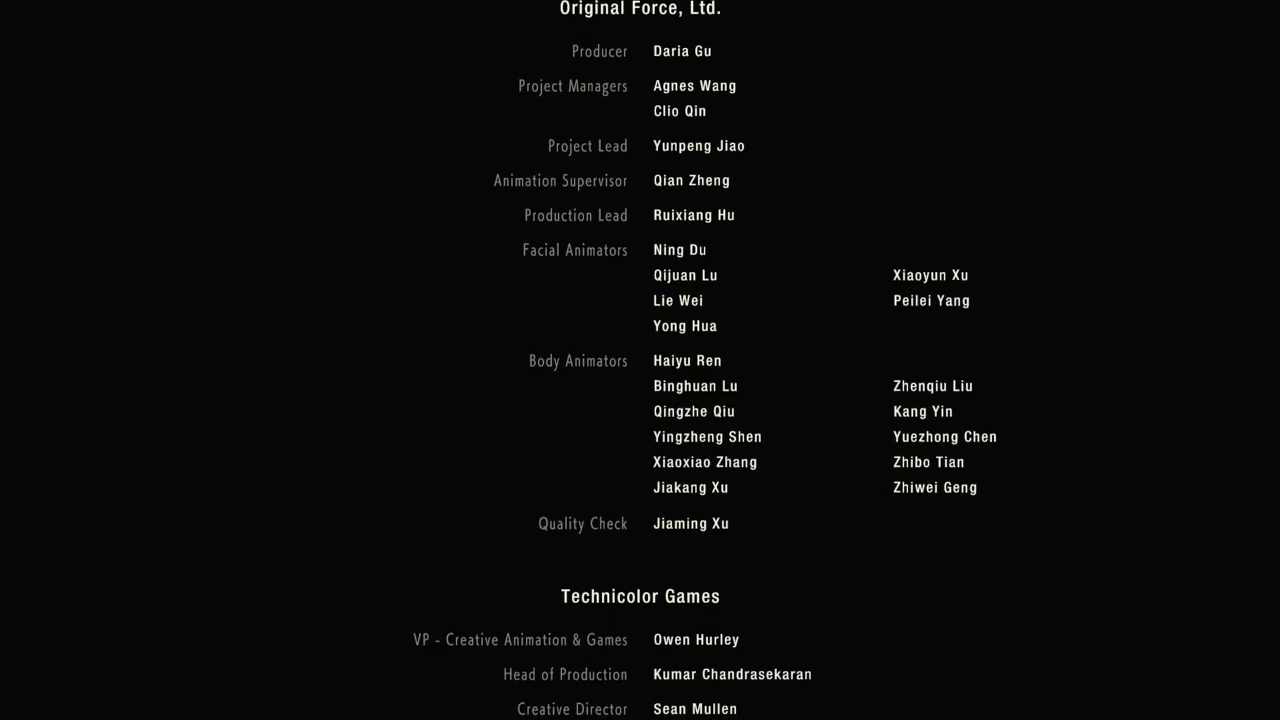 Original Force, Ltd.
Producer Daria Gu
Project Managers Agnes Wang
Clio Qin
Project Lead Yunpeng Jiao
Animation Supervisor Qian Zheng
Production Lead Ruixiang Hu
Facial Animators Ning Du
Qijuan Lu Xiaoyun Xu
Lie Wei Peilei Yang
Yong Hua
Body Animators Haiyu Ren
Binghuan Lu Zhenqiu Liu
Qingzhe Qiu Kang Yin
Yingzheng Shen Yuezhong Chen
Xiaoxiao Zhang Zhibo Tian
Jiakang Xu Zhiwei Geng
Quality Check Jiaming Xu
Technicolor Games
VP - Creative Animation & Games Owen Hurley
Head of Production Kumar Chandrasekaran
Creative Director Sean Mullen